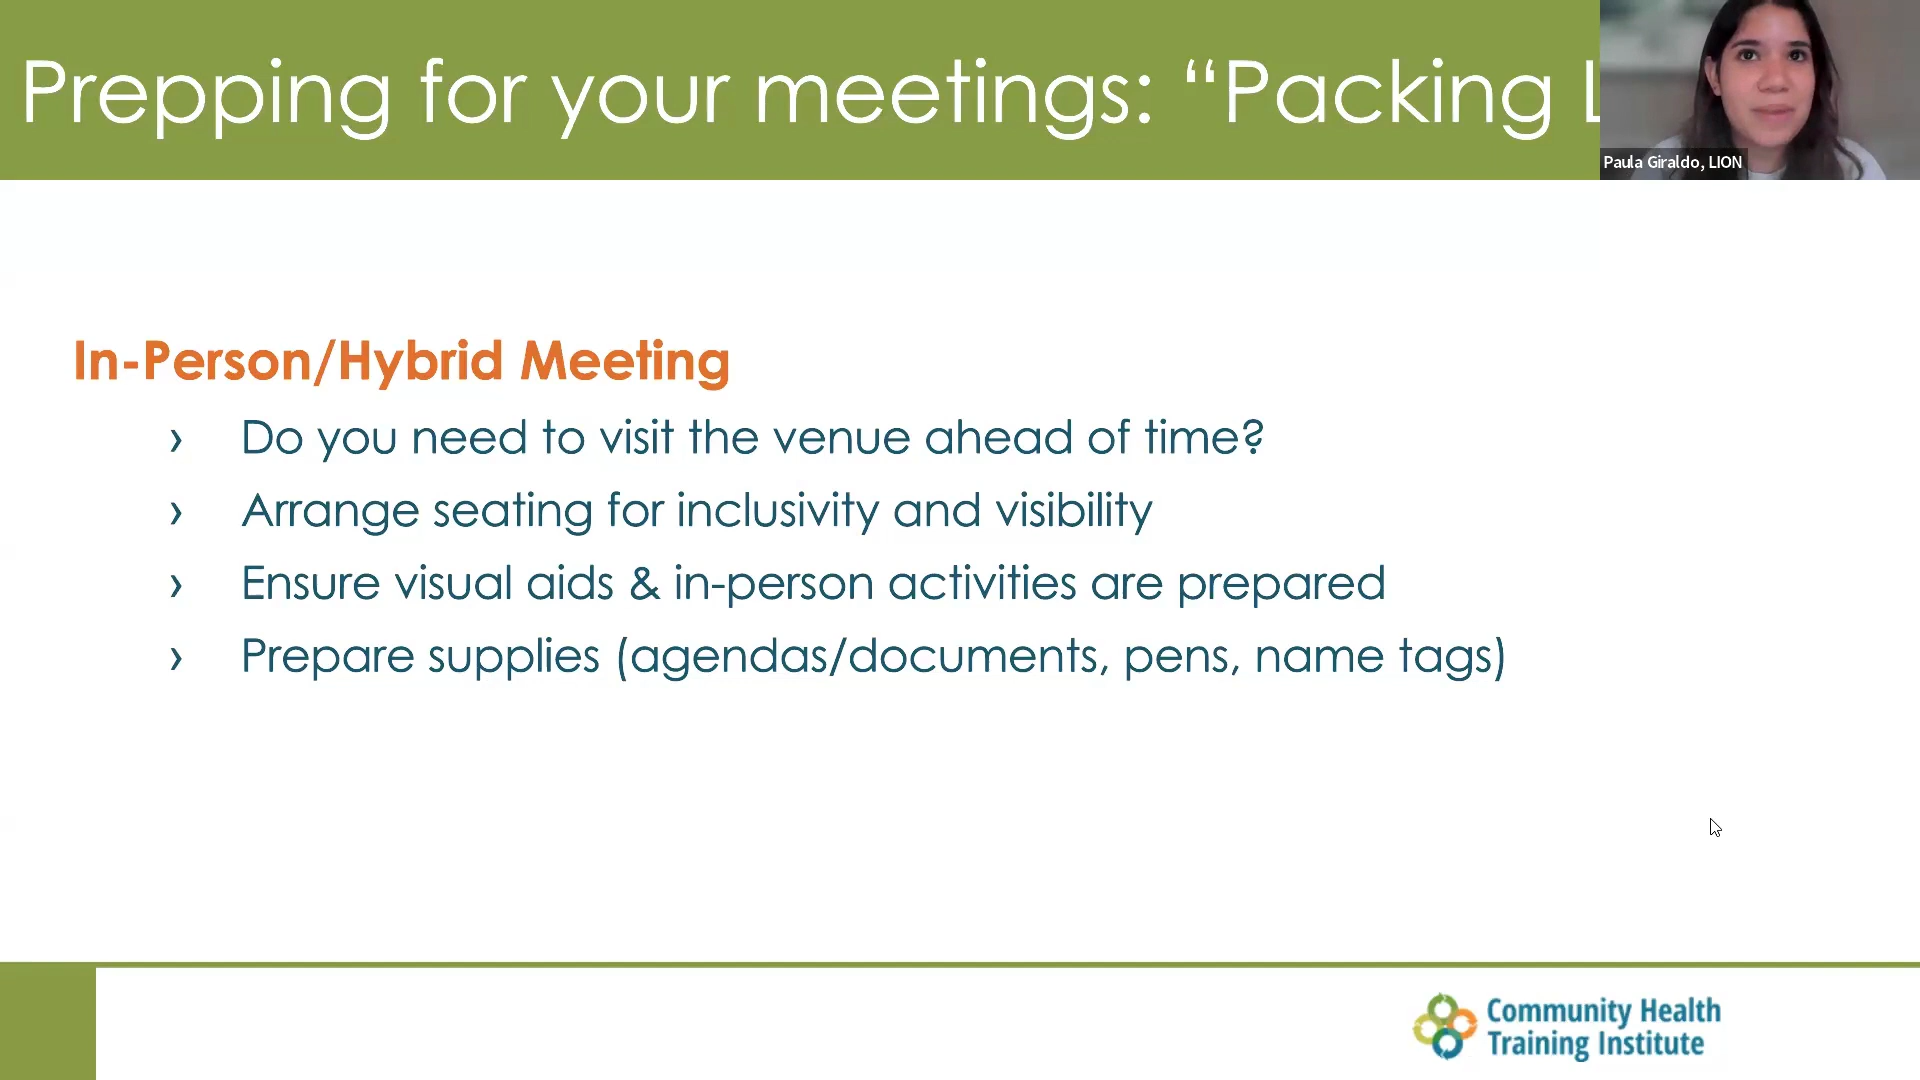 Prepping for your meetings: “Packing L
Paula Giraldo, LION
In-Person/Hybrid Meeting
› Do you need to visit the venue ahead of time?
› Arrange seating for inclusivity and visibility
› Ensure visual aids & in-person activities are prepared
› Prepare supplies (agendas/documents, pens, name tags)
Community Health
Training Institute